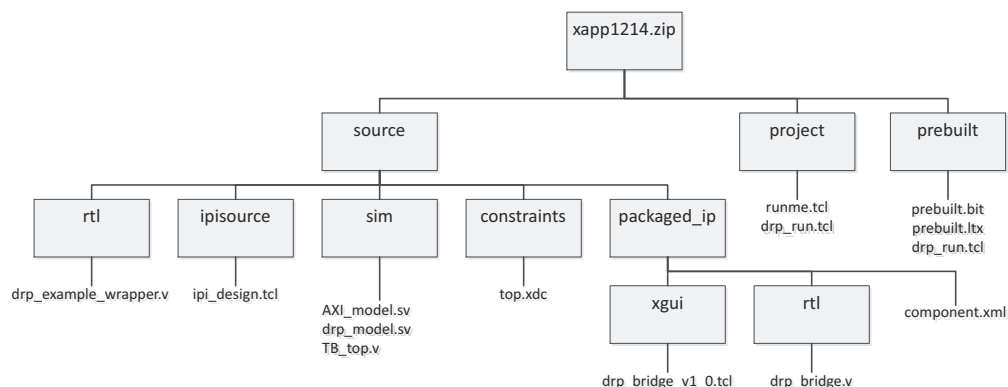 xapp1214.zip
source
project
prebuilt
rtl
ipisource
sim
constraints
packaged_ip
runme.tcl
drp_run.tcl
prebuilt.bit
prebuilt.ltx
drp_run.tcl
drp_example_wrapper.v
ipi_design.tcl
AXI_model.sv
drp_model.sv
TB_top.v
top.xdc
xgui
rtl
component.xml
drp_bridge_v1_0.tcl
drp_bridge.v